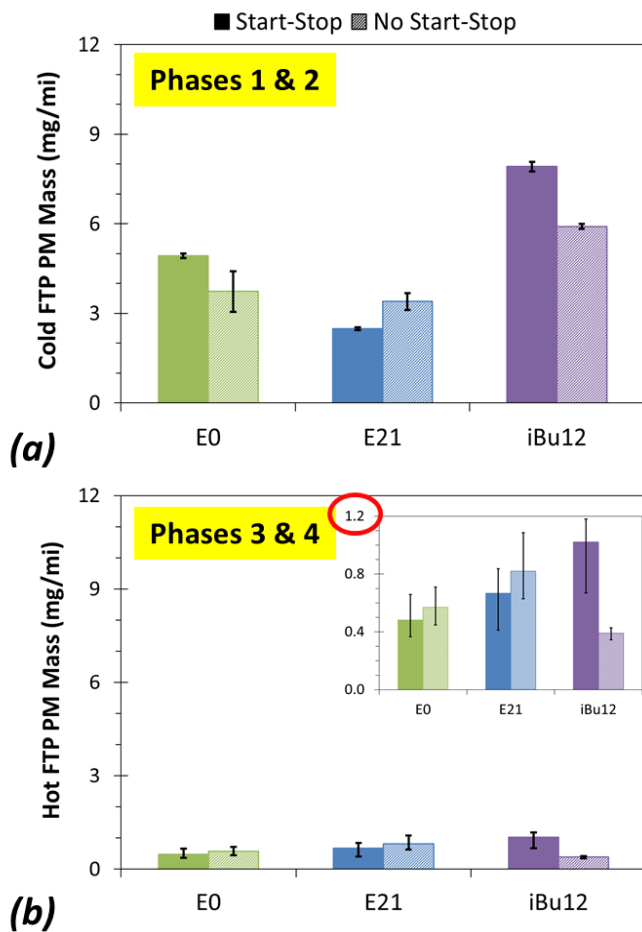 Start-Stop No Start-Stop
12
Phases 1 & 2
9
6
3
0
Cold FTP PM Mass (mg/mi)
E0 E21 iBu12
(a)
12
Phases 3 & 4
9
6
3
0
Hot FTP PM Mass (mg/mi)
1.2
0.8
0.4
0.0
E0 E21 iBu12
E0 E21 iBu12
(b)